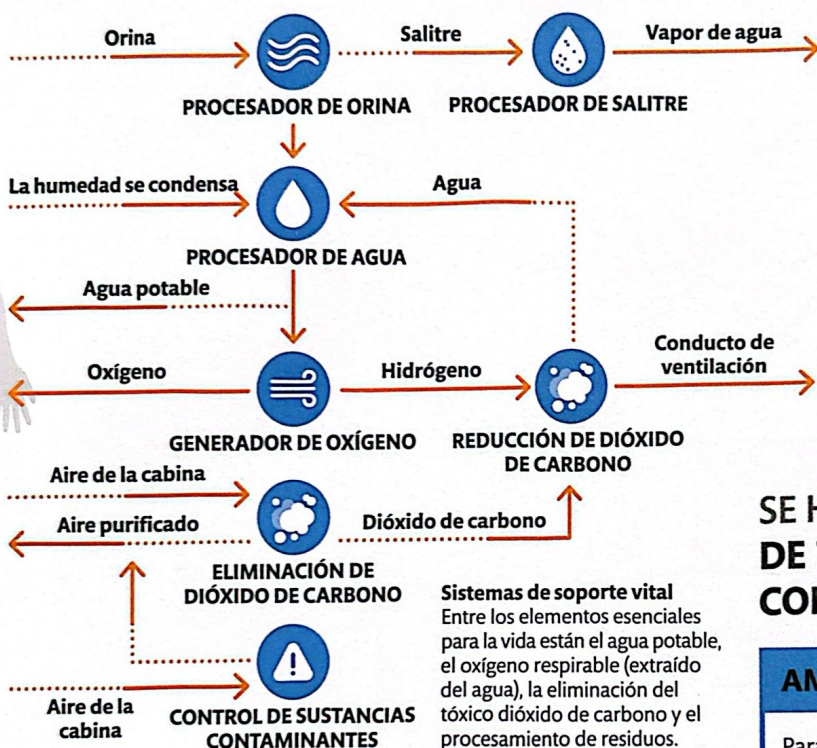 Orina
Salitre
Vapor de agua
PROCESADOR DE ORINA
PROCESADOR DE SALITRE
La humedad se condensa
Agua
PROCESADOR DE AGUA
Agua potable
Oxígeno
Hidrógeno
Conducto de
ventilación
GENERADOR DE OXÍGENO
REDUCCIÓN DE DIÓXIDO
DE CARBONO
Aire de la cabina
Aire purificado
Dióxido de carbono
ELIMINACIÓN DE
DIÓXIDO DE CARBONO
Aire de la
cabina
CONTROL DE SUSTANCIAS
CONTAMINANTES
Sistemas de soporte vital
Entre los elementos esenciales
para la vida están el agua potable,
el oxígeno respirable (extraído
del agua), la eliminación del
tóxico dióxido de carbono y el
procesamiento de residuos.
SE
DE